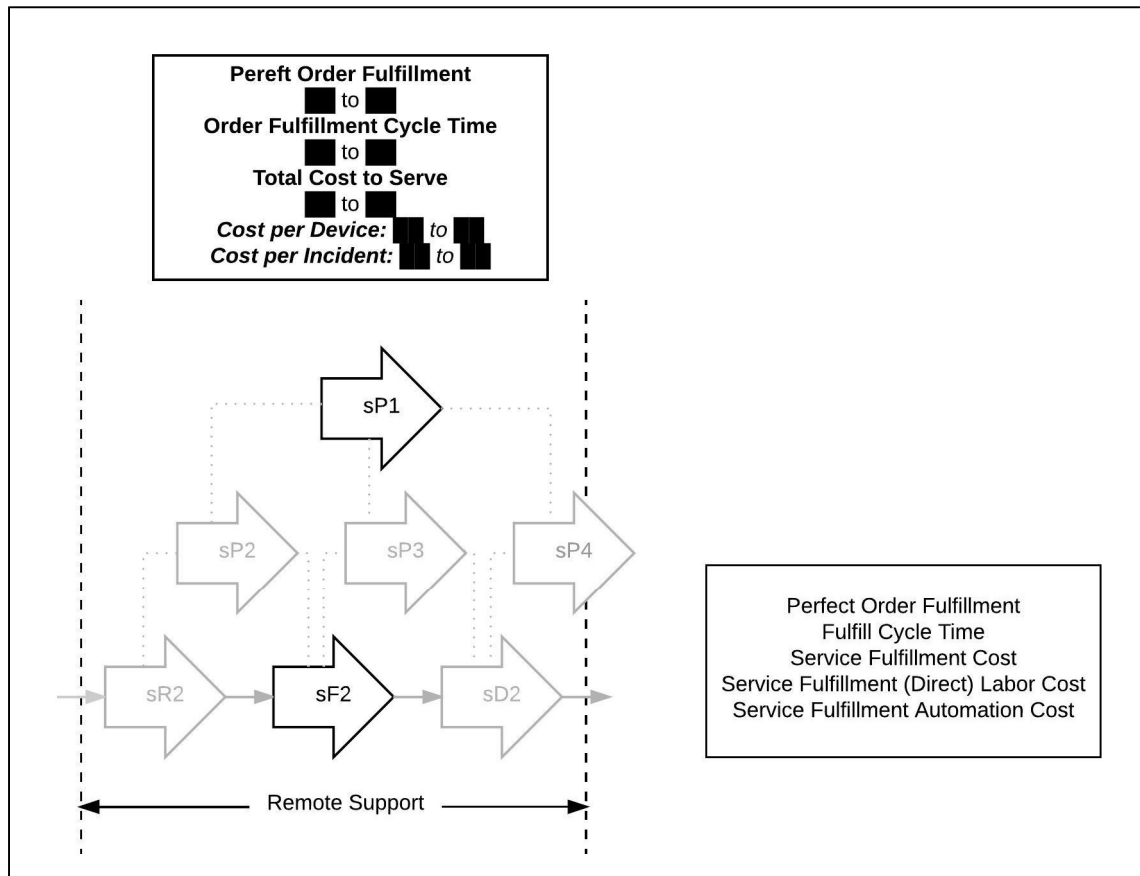 Pereft Order Fulfillment
██ to ██
Order Fulfillment Cycle Time
██ to ██
Total Cost to Serve
██ to ██
Cost per Device: ██ to ██
Cost per Incident: ██ to ██
sP1
sP2
sP3
sP4
sR2
sF2
sD2
Remote Support
Perfect Order Fulfillment
Fulfill Cycle Time
Service Fulfillment Cost
Service Fulfillment (Direct) Labor Cost
Service Fulfillment Automation Cost